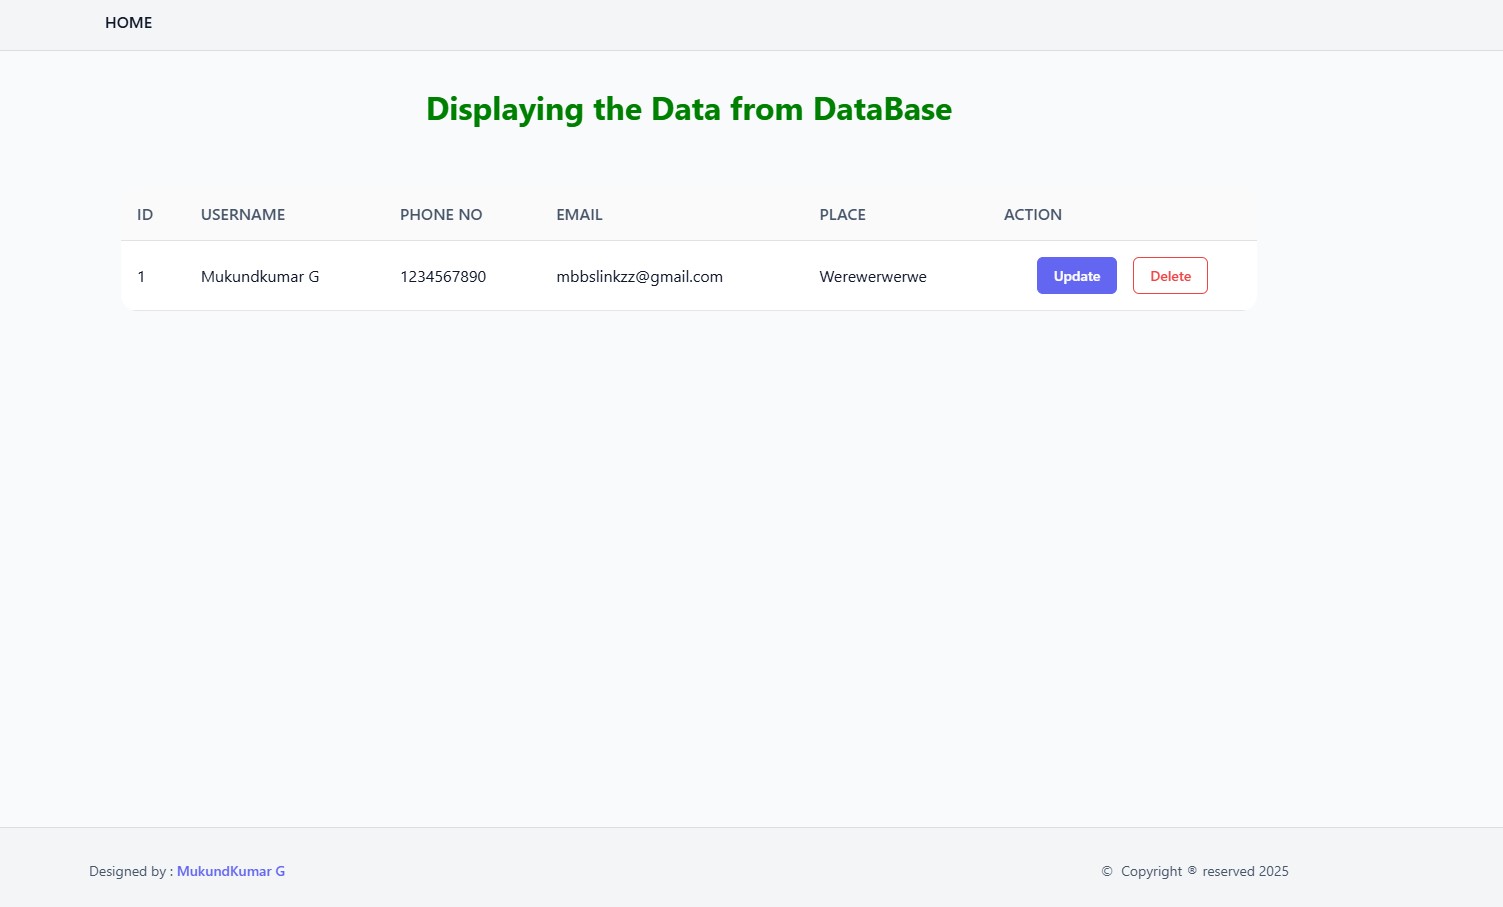 HOME
Displaying the Data from DataBase
ID USERNAME PHONE NO EMAIL PLACE ACTION
1 Mukundkumar G 1234567890 mbbslinkzz@gmail.com Werewerwerwe Update Delete
Designed by : MukundKumar G © Copyright ® reserved 2025